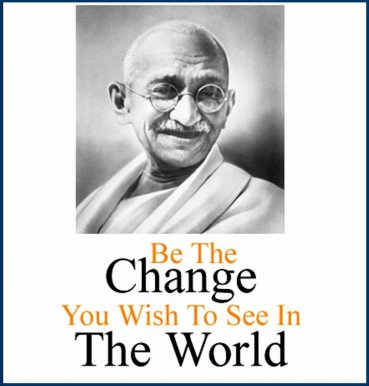 Be The
Change
You Wish To See In
The World